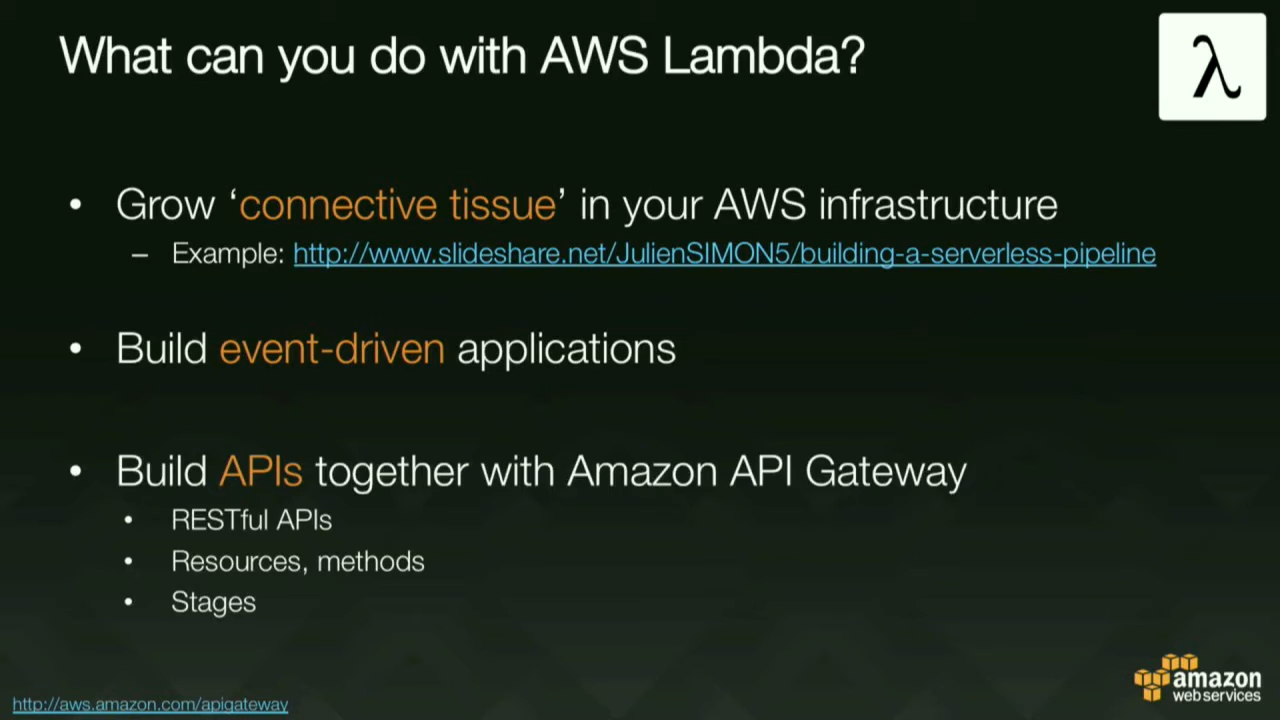 What can you do with AWS Lambda?
λ
• Grow ‘connective tissue’ in your AWS infrastructure
– Example: http://www.slideshare.net/JulienSIMON5/building-a-serverless-pipeline
• Build event-driven applications
• Build APIs together with Amazon API Gateway
• RESTful APIs
• Resources, methods
• Stages
http://aws.amazon.com/apigateway
amazon
web services